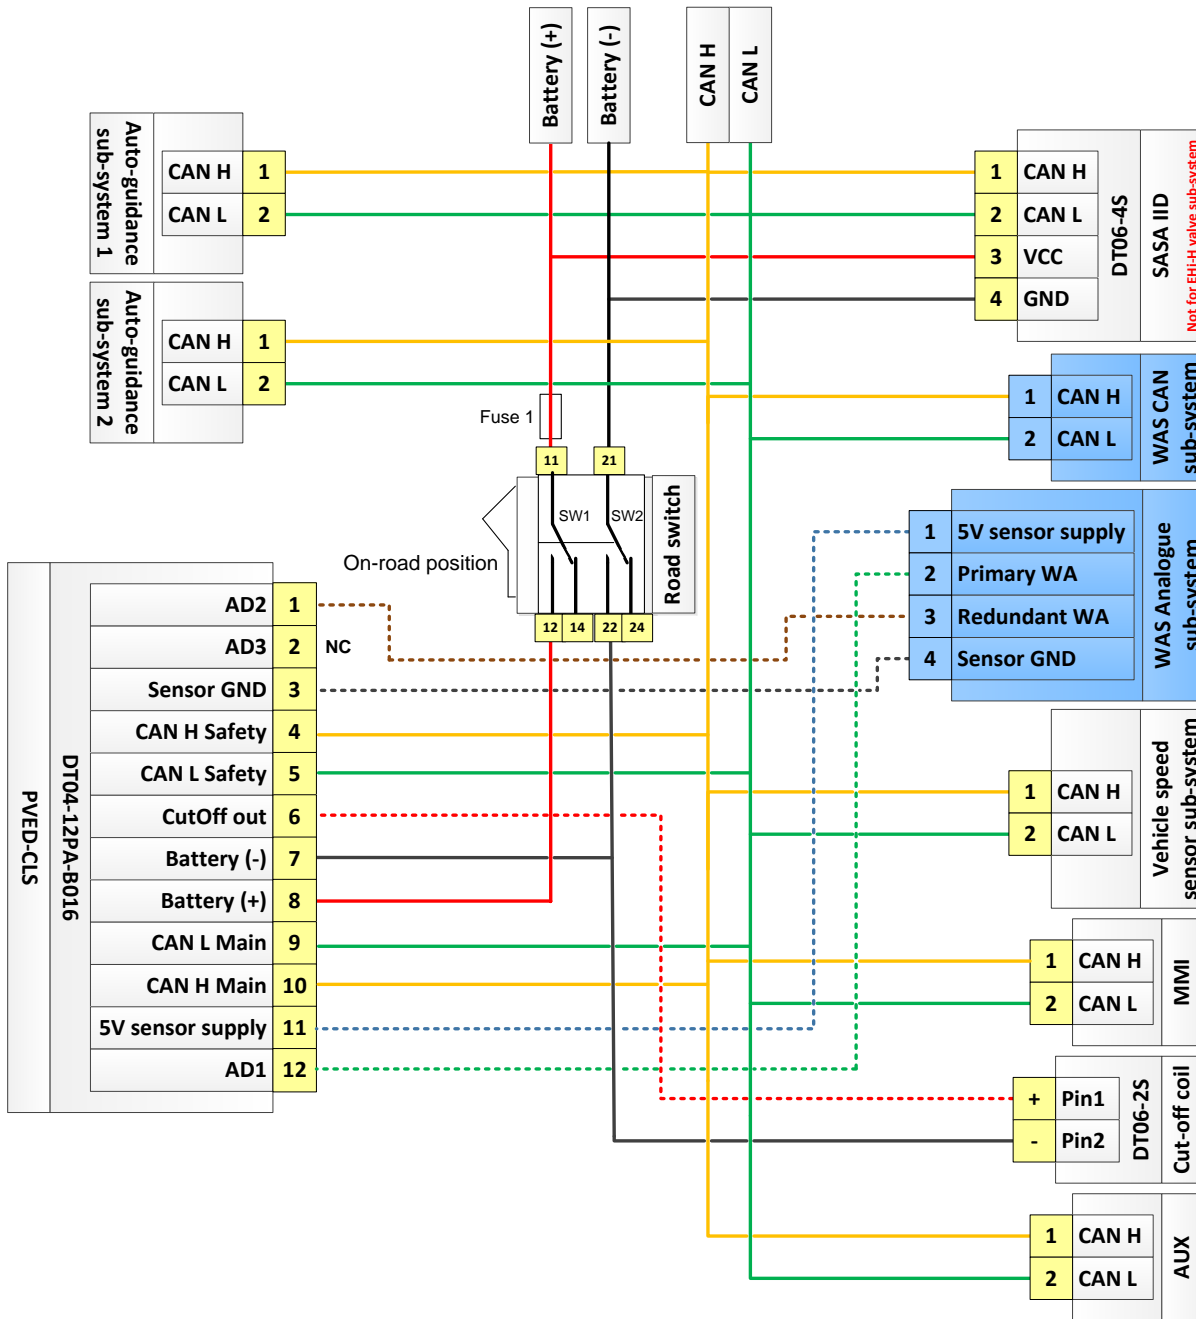 Battery (+)
Battery (-)
CAN H
CAN L
Auto-guidance
sub-system 1
CAN H
1
CAN L
2
Auto-guidance
sub-system 2
CAN H
1
CAN L
2
1
CAN H
2
CAN L
3
VCC
4
GND
DT06-4S
SASA IID
Not for EHi-H valve sub-system
1
CAN H
2
CAN L
WAS CAN
sub-system
Fuse 1
11
21
SW1
SW2
Road switch
On-road position
12
14
22
24
1
5V sensor supply
2
Primary WA
3
Redundant WA
4
Sensor GND
WAS Analogue
sub-system
AD2
1
AD3
2
NC
Sensor GND
3
CAN H Safety
4
CAN L Safety
5
CutOff out
6
Battery (-)
7
Battery (+)
8
CAN L Main
9
CAN H Main
10
5V sensor supply
11
AD1
12
DT04-12PA-B016
PVED-CLS
1
CAN H
2
CAN L
Vehicle speed
sensor sub-system
1
CAN H
2
CAN L
MMI
+
Pin1
-
Pin2
DT06-2S
Cut-off coil
1
CAN H
2
CAN L
AUX